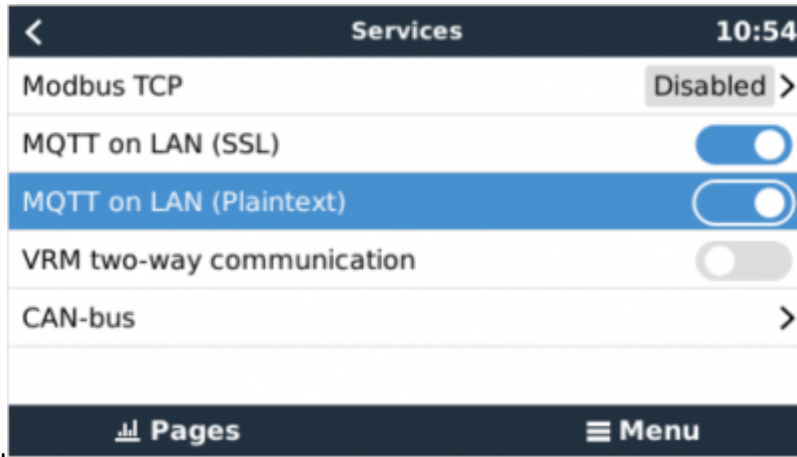 Services 10:54
Modbus TCP Disabled
MQTT on LAN (SSL)
MQTT on LAN (Plaintext)
VRM two-way communication
CAN-bus
Pages Menu